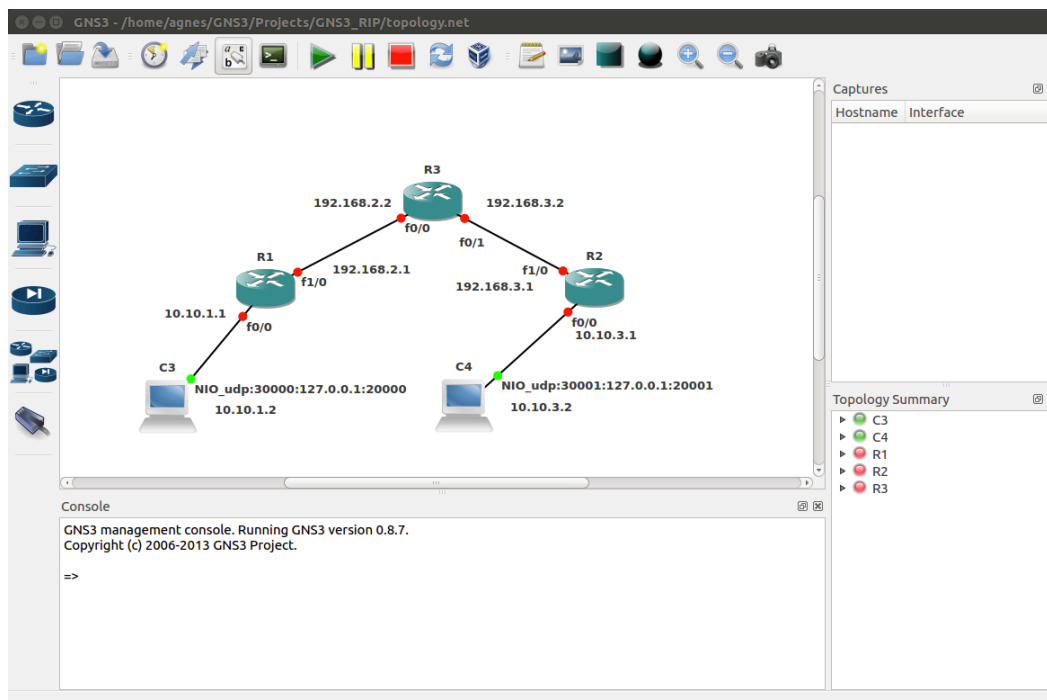 GNS3 - /home/agnes/GNS3/Projects/GNS3_RIP/topology.net
a
b
c
Captures
Hostname Interface
R3
192.168.2.2
192.168.3.2
f0/0
f0/1
R1
192.168.2.1
f1/0
R2
f1/0
192.168.3.1
10.10.1.1
f0/0
f0/0
10.10.3.1
C3
NIO_udp:30000:127.0.0.1:20000
10.10.1.2
C4
NIO_udp:30001:127.0.0.1:20001
10.10.3.2
Topology Summary
C3
C4
R1
R2
R3
Console
GNS3 management console. Running GNS3 version 0.8.7.
Copyright (c) 2006-2013 GNS3 Project.
=>